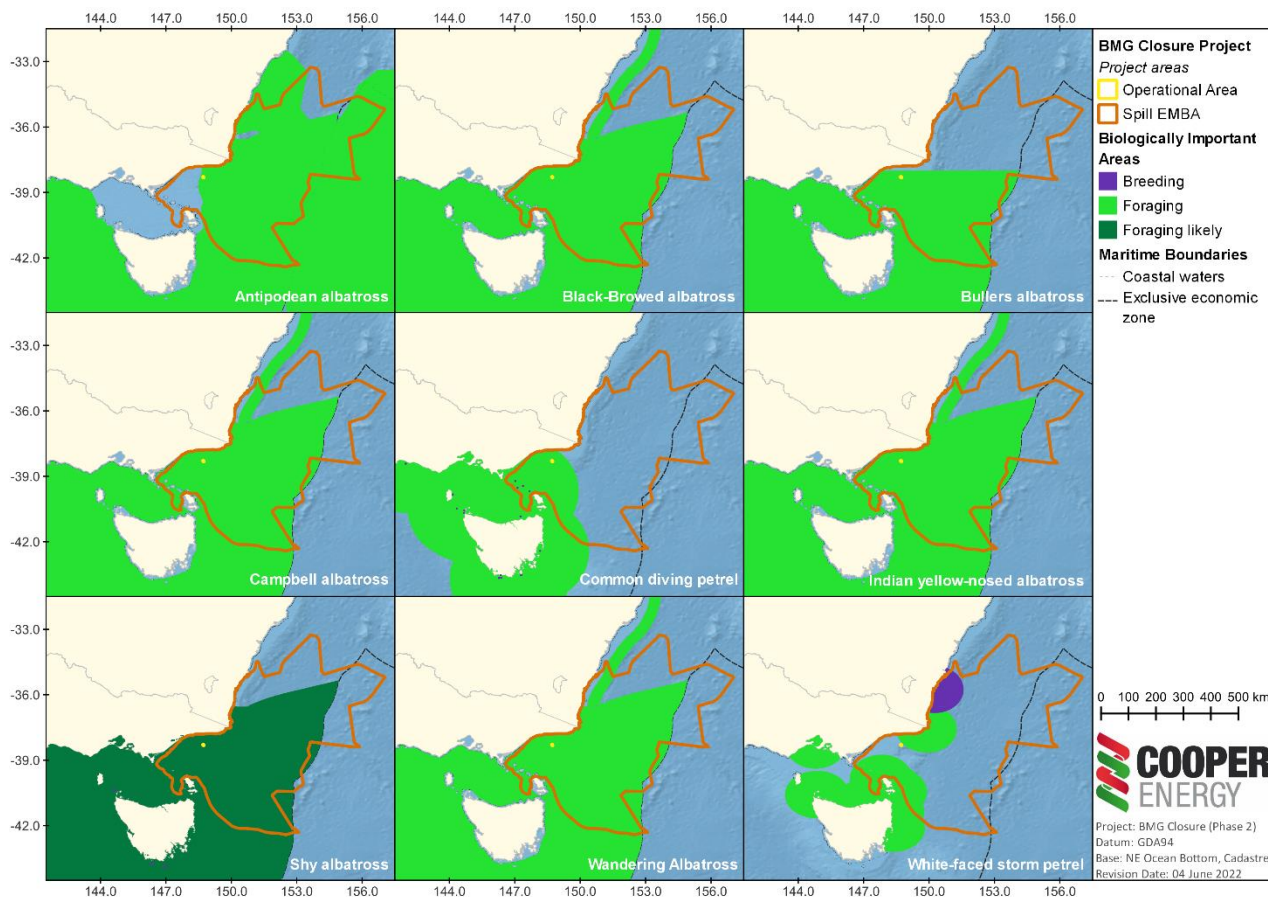 144.0 147.0 150.0 153.0 156.0 144.0 147.0 150.0 153.0 156.0 144.0 147.0 150.0 153.0 156.0
-33.0
-36.0
-39.0
-42.0
Antipodean albatross
Black-Browed albatross
Bullers albatross
-33.0
-36.0
-39.0
-42.0
Campbell albatross
Common diving petrel
Indian yellow-nosed albatross
-33.0
-36.0
-39.0
-42.0
Shy albatross
Wandering Albatross
White-faced storm petrel
144.0 147.0 150.0 153.0 156.0 144.0 147.0 150.0 153.0 156.0 144.0 147.0 150.0 153.0 156.0
BMG Closure Project
Project areas
Operational Area
Spill EMBA
Biologically Important
Areas
Breeding
Foraging
Foraging likely
Maritime Boundaries
Coastal waters
Exclusive economic
zone
0 100 200 300 400 500 km
COOPER
ENERGY
Project: BMG Closure (Phase 2)
Datum: GDA94
Base: NE Ocean Bottom, Cadastre
Revision Date: 04 June 2022